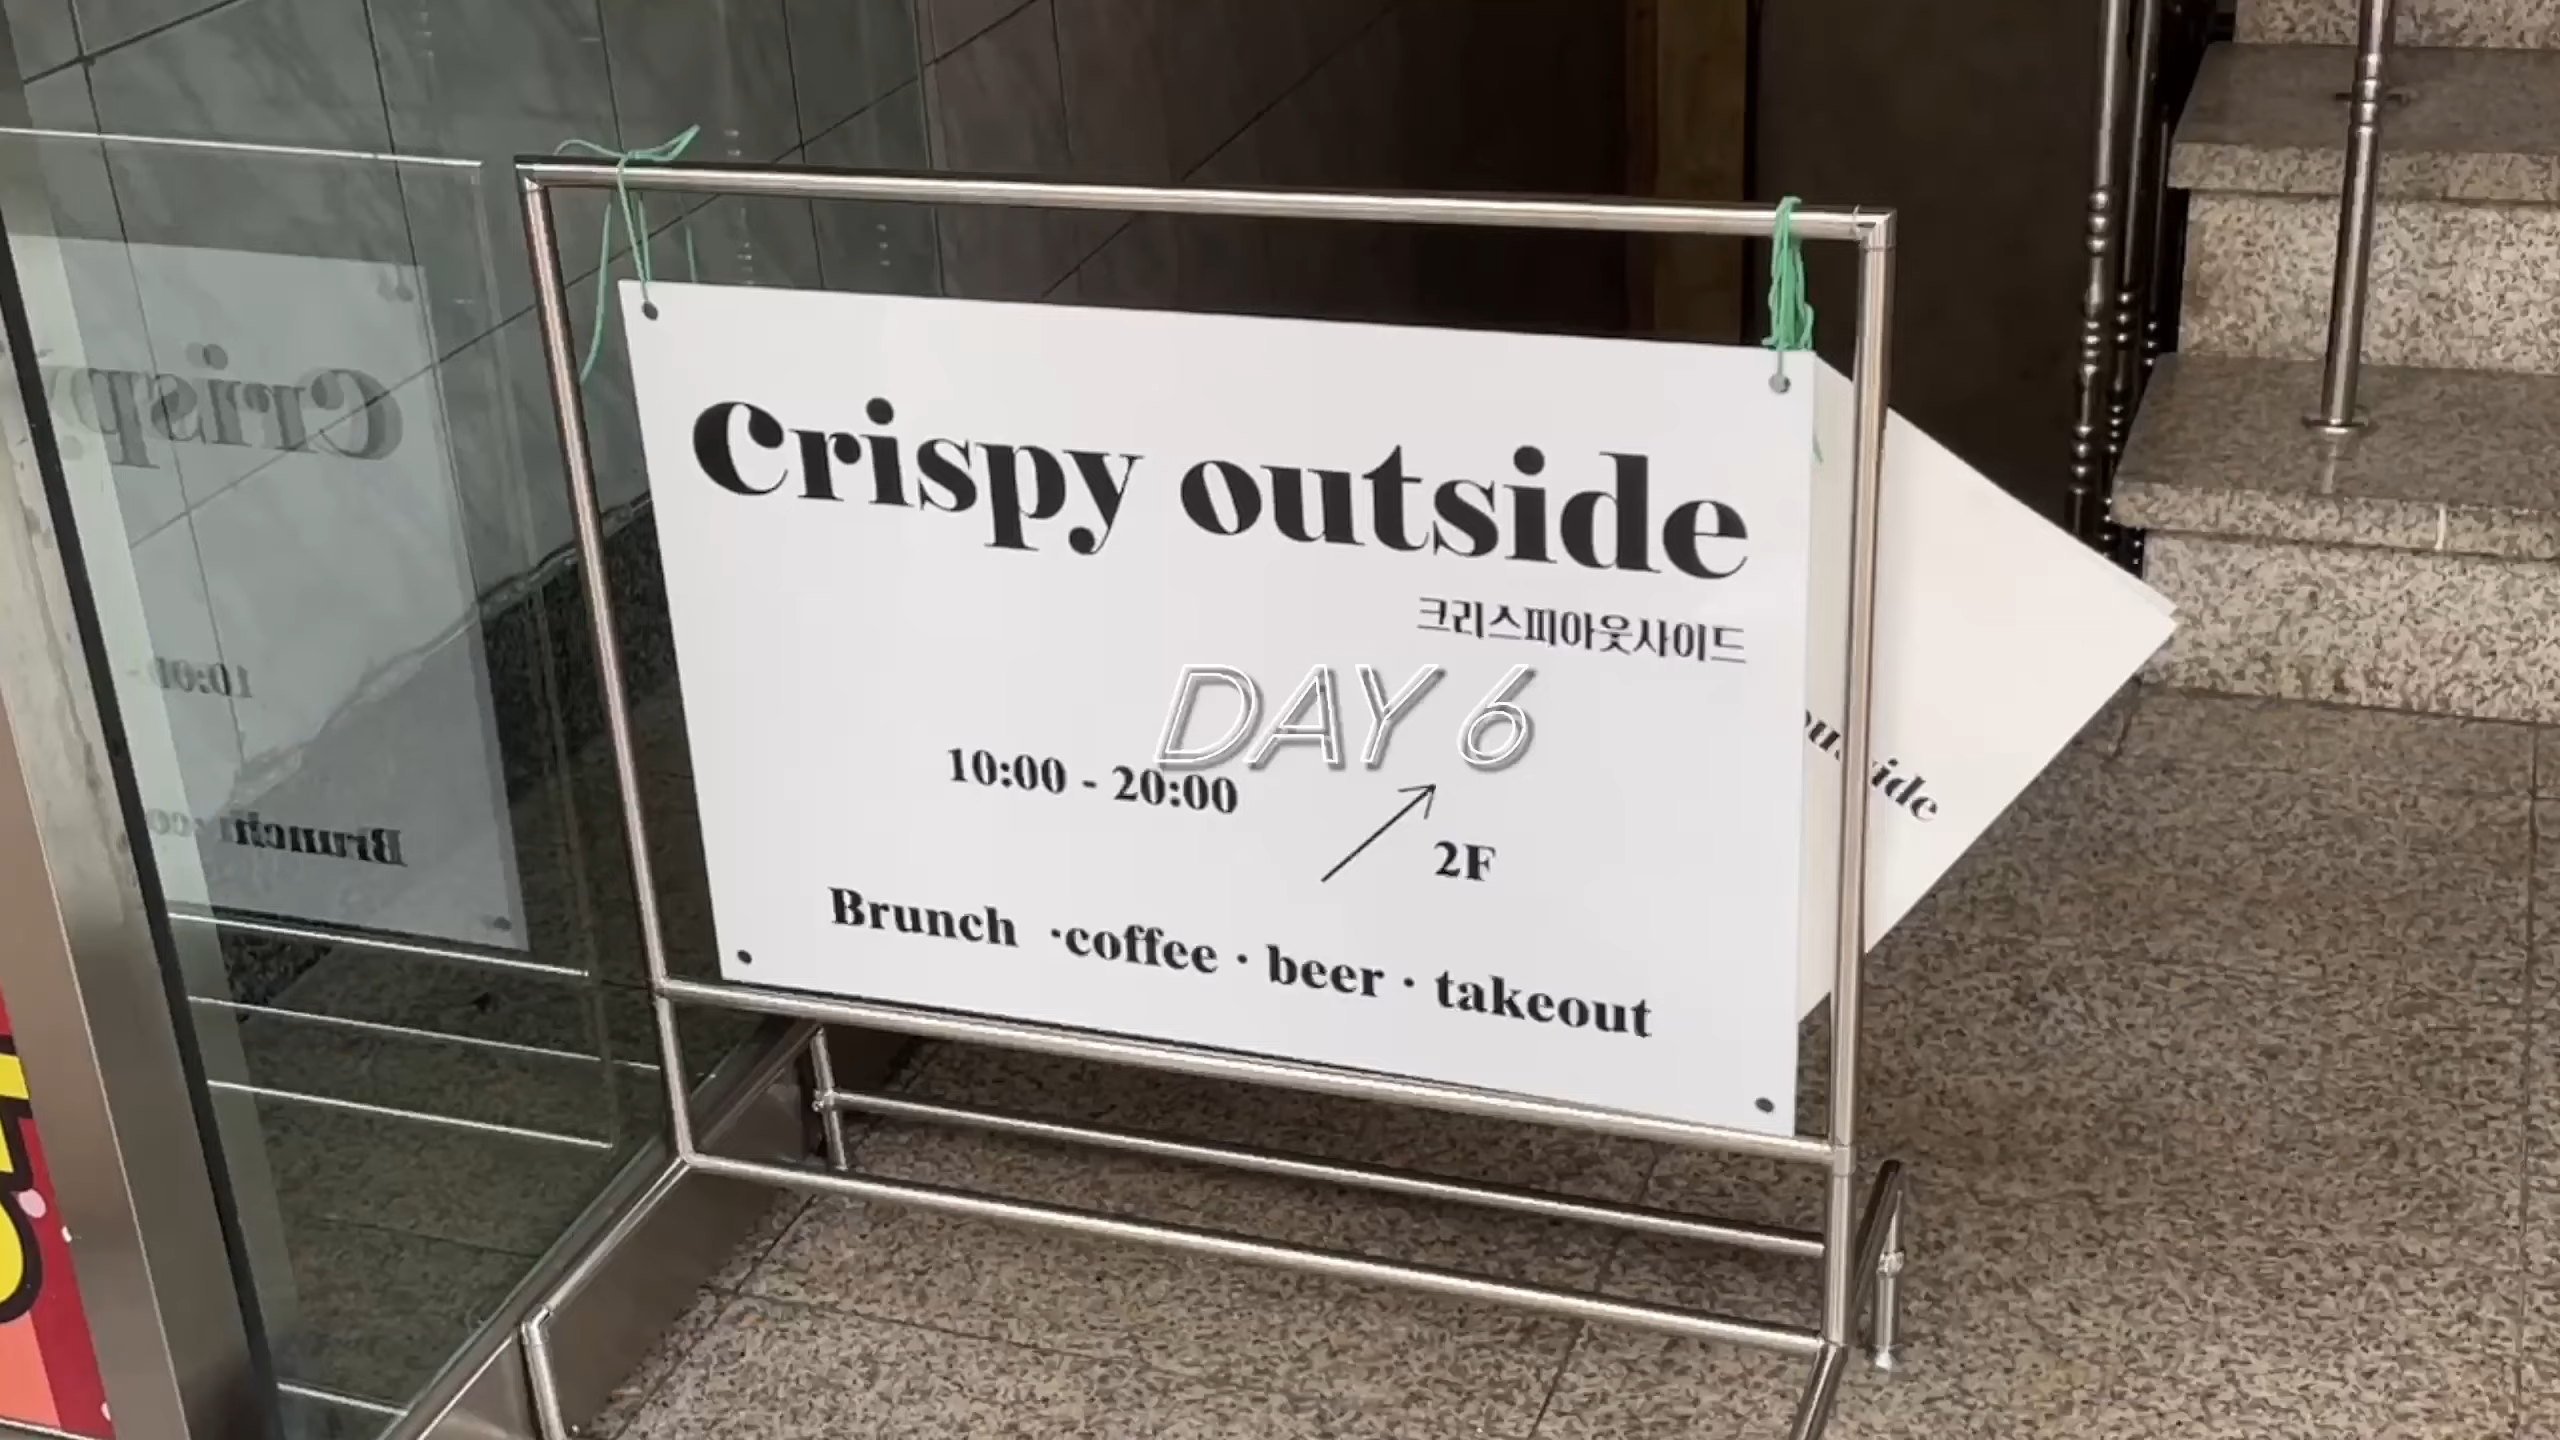 crispy outside
크리스피아웃사이드
DAY 6
10:00 - 20:00
2F
Brunch ·coffee · beer · takeout